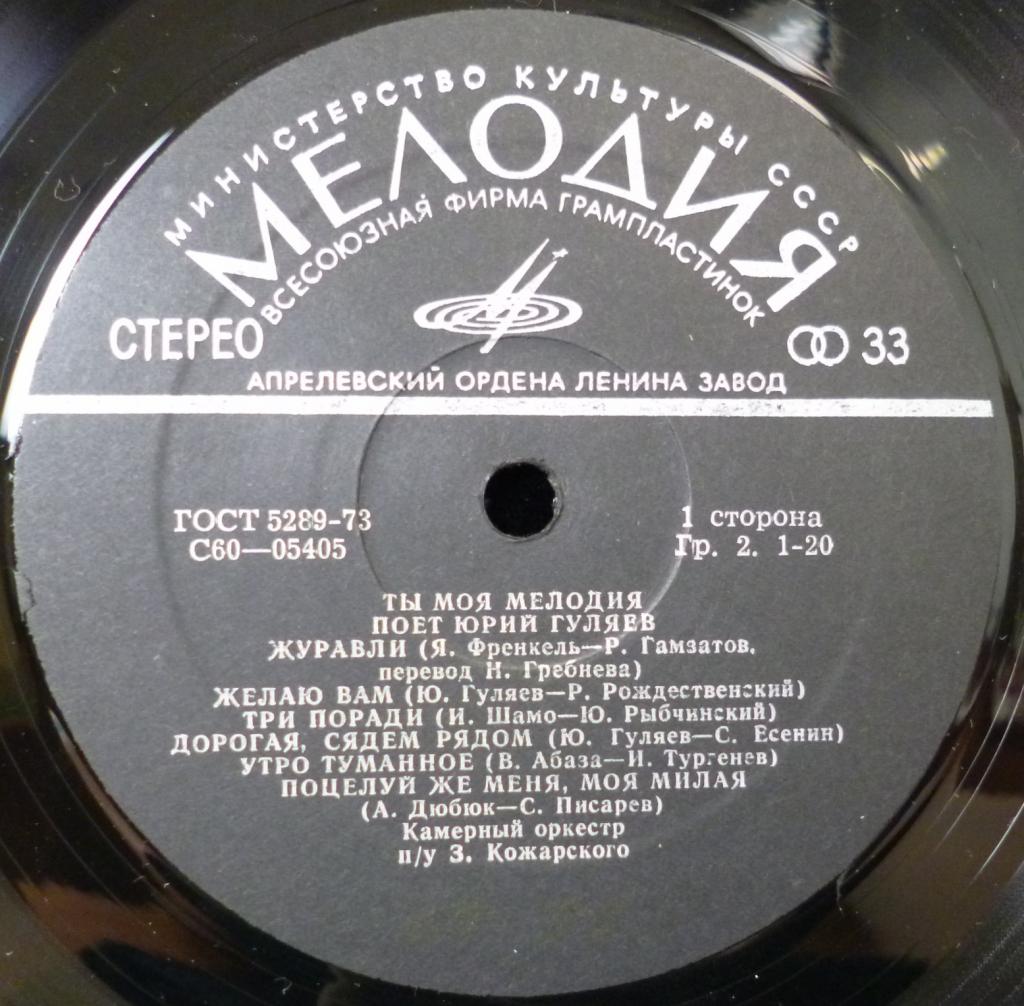 МИНИСТЕРСТВО КУЛЬТУРЫ СССР
МЕЛОДИЯ
ВСЕСОЮЗНАЯ ФИРМА ГРАМПЛАСТИНОК
СТЕРЕО
33
АПРЕЛЕВСКИЙ ОРДЕНА ЛЕНИНА ЗАВОД
ГОСТ 5289-73
С60—05405
1 сторона
Гр. 2. 1-20
ТЫ МОЯ МЕЛОДИЯ
ПОЕТ ЮРИЙ ГУЛЯЕВ
ЖУРАВЛИ (Я. Френкель—Р. Гамзатов,
перевод Н. Гребнева)
ЖЕЛАЮ ВАМ (Ю. Гуляев—Р. Рождественский)
ТРИ ПОРАДИ (И. Шамо—Ю. Рыбчинский)
ДОРОГАЯ, СЯДЕМ РЯДОМ (Ю. Гуляев—С. Есенин)
УТРО ТУМАННОЕ (В. Абаза—И. Тургенев)
ПОЦЕЛУЙ ЖЕ МЕНЯ, МОЯ МИЛАЯ
(А. Дюбюк—С. Писарев)
Камерный оркестр
п/у З. Кожарского